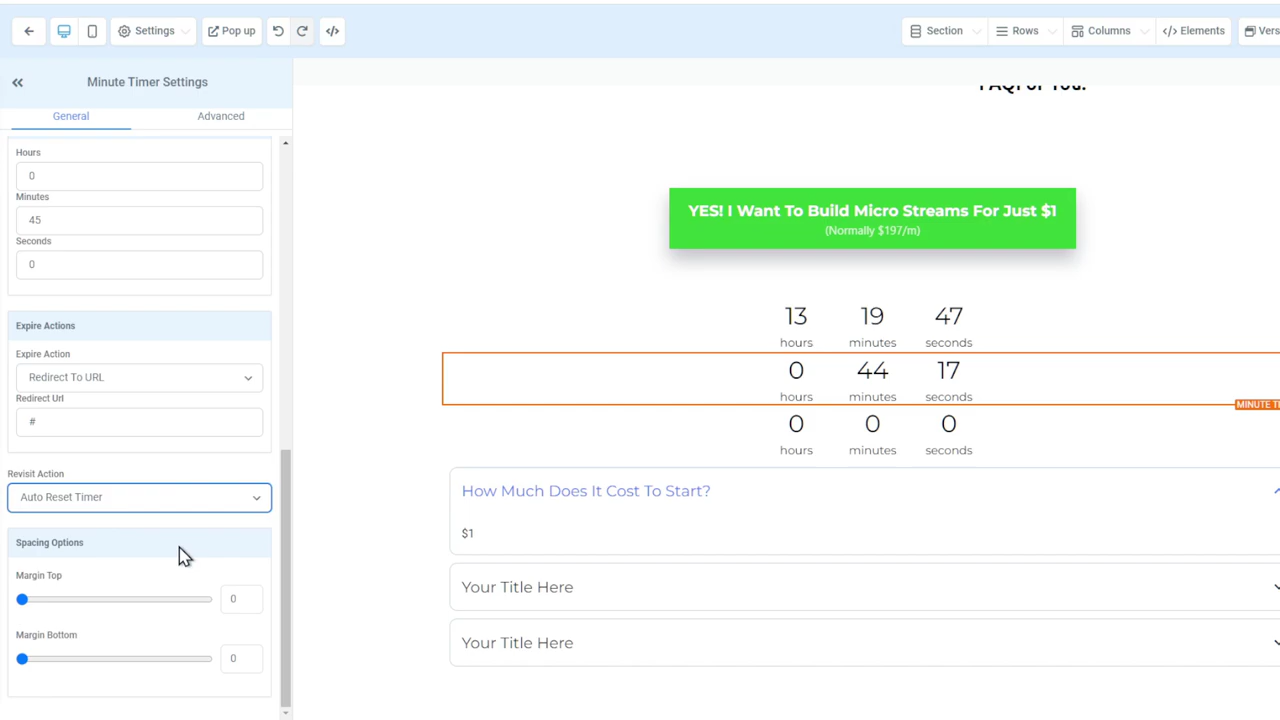 Settings
Pop up
Section
Rows
Columns
Elements
Minute Timer Settings
General
Advanced
Hours
0
Minutes
45
Seconds
0
Expire Actions
Expire Action
Redirect To URL
Redirect Url
#
Revisit Action
Auto Reset Timer
Spacing Options
Margin Top
0
Margin Bottom
0
YES! I Want To Build Micro Streams For Just $1
(Normally $197/m)
13 19 47
hours minutes seconds
0 44 17
hours minutes seconds
MINUTE
0 0 0
hours minutes seconds
How Much Does It Cost To Start?
$1
Your Title Here
Your Title Here